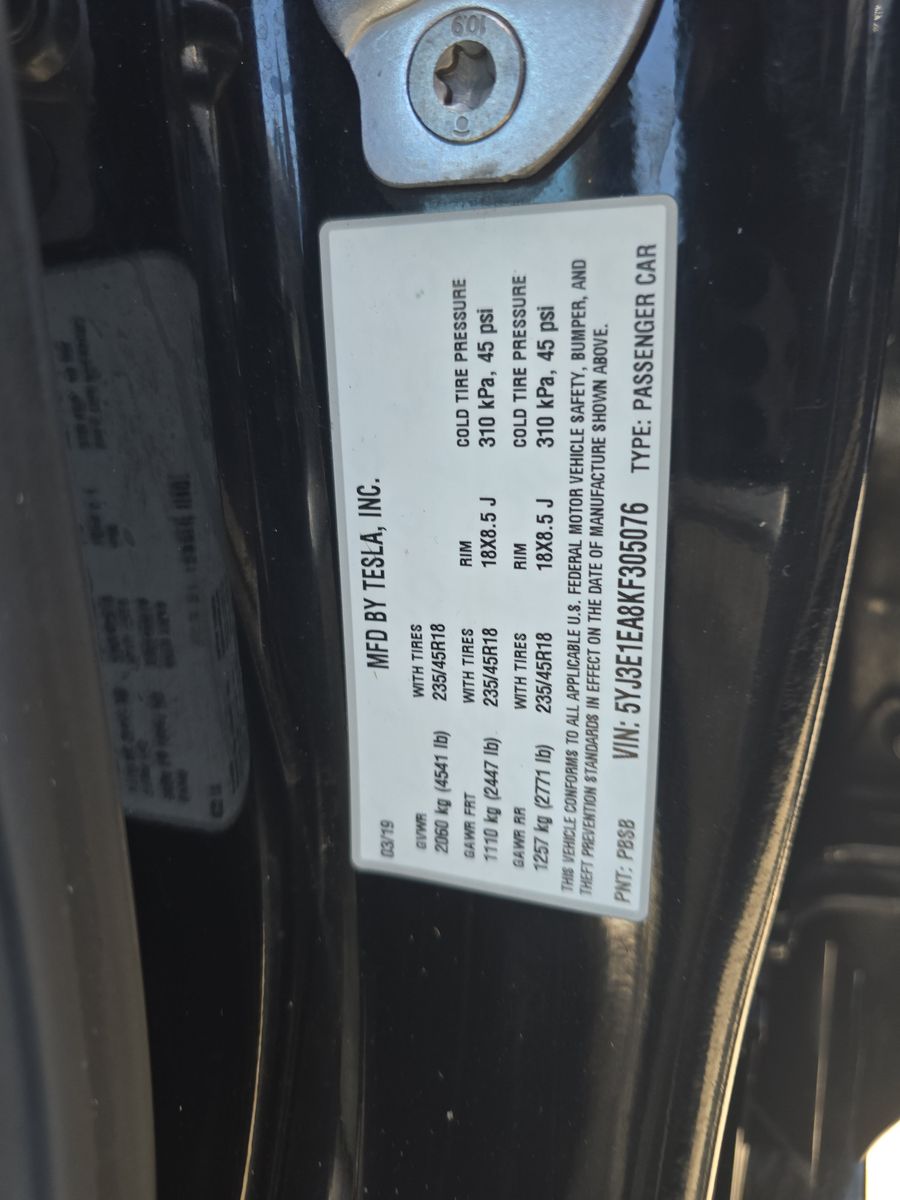 10.9
MFD BY TESLA, INC.
03/19
GVWR WITH TIRES
2060 kg (4541 lb) 235/45R18
GAWR FRT WITH TIRES RIM COLD TIRE PRESSURE
1110 kg (2447 lb) 235/45R18 18X8.5 J 310 kPa, 45 psi
GAWR RR WITH TIRES RIM COLD TIRE PRESSURE
1257 kg (2771 lb) 235/45R18 18X8.5 J 310 kPa, 45 psi
THIS VEHICLE CONFORMS TO ALL APPLICABLE U.S. FEDERAL MOTOR VEHICLE SAFETY, BUMPER, AND
THEFT PREVENTION STANDARDS IN EFFECT ON THE DATE OF MANUFACTURE SHOWN ABOVE.
PNT: PBSB VIN: 5YJ3E1EA8KF305076 TYPE: PASSENGER CAR